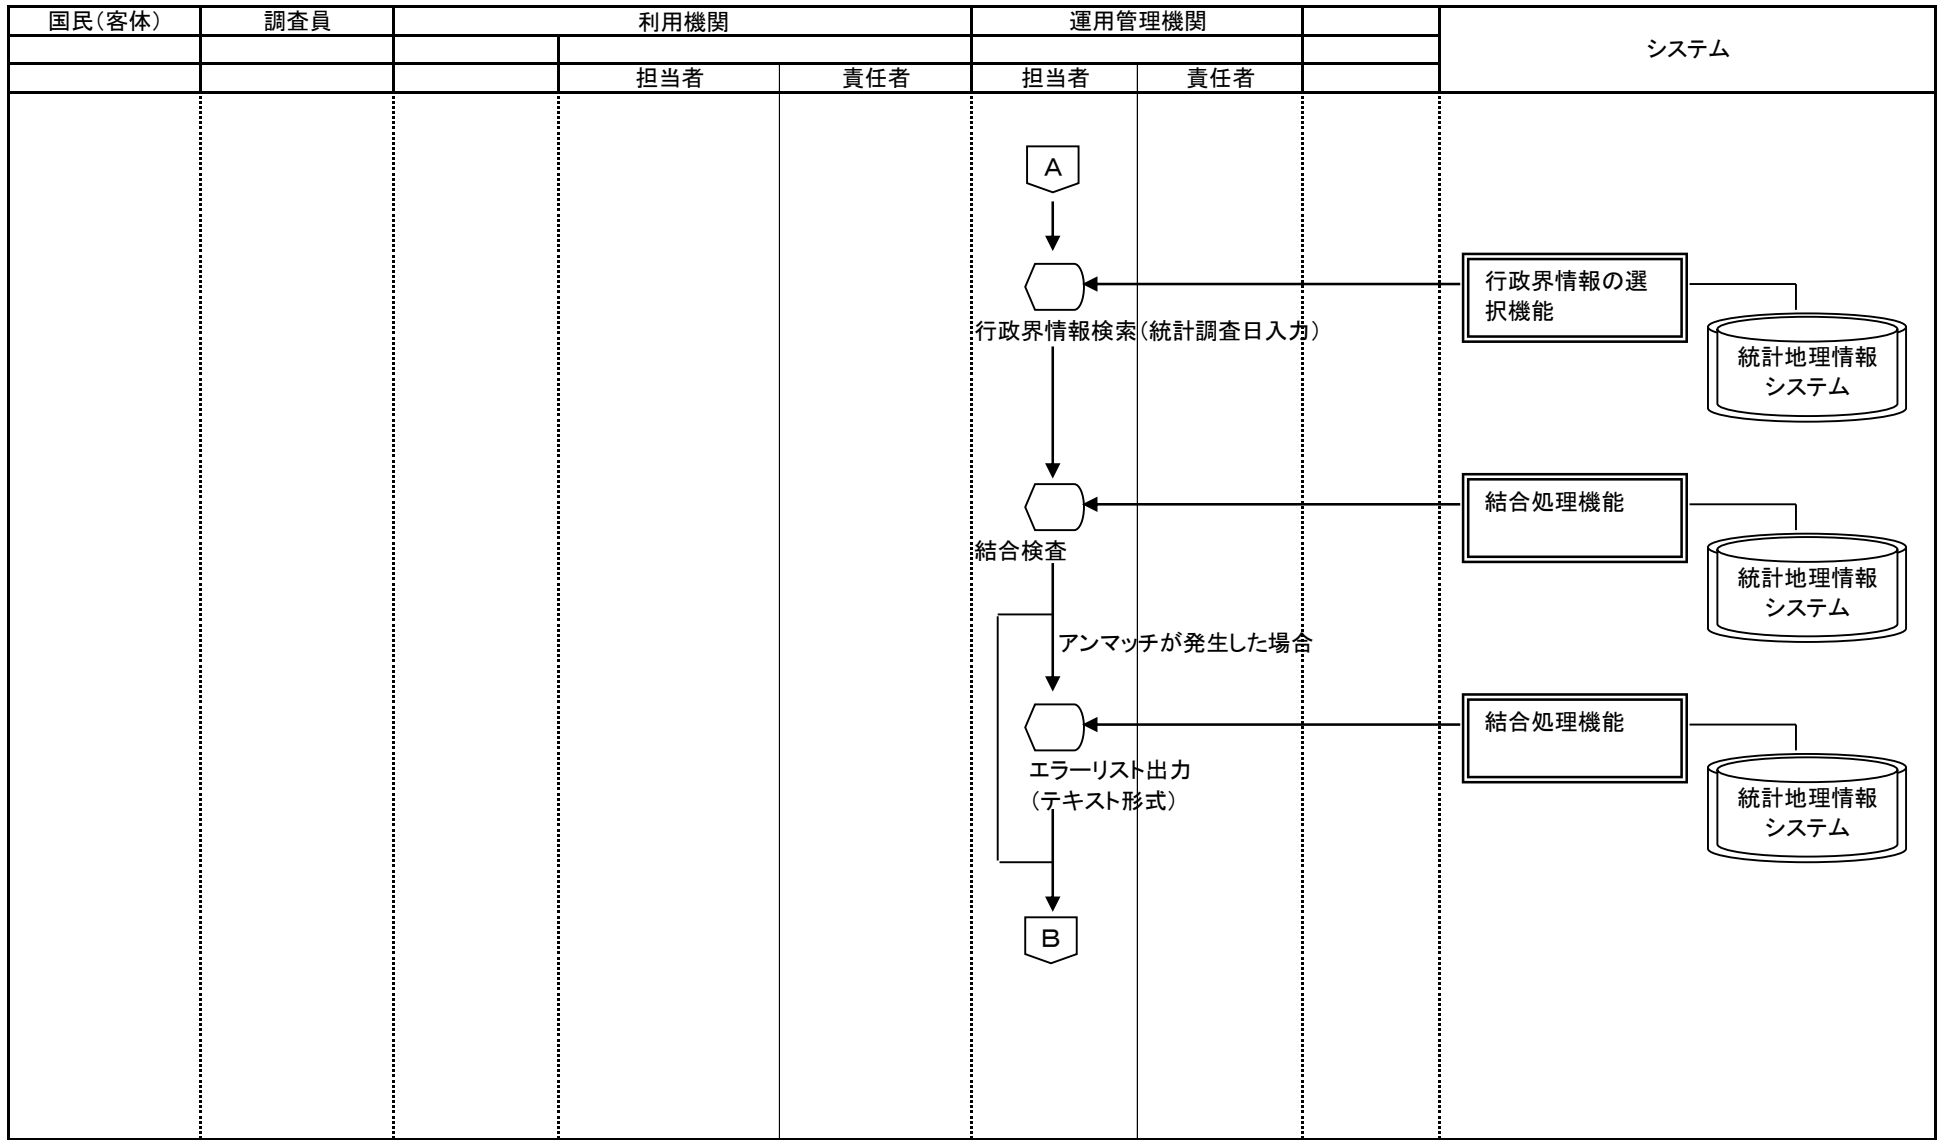 国民（客体）
調査員
利用機関
運用管理機関
システム
担当者
責任者
担当者
責任者
A
行政界情報の選
択機能
行政界情報検索（統計調査日入力）
統計地理情報
システム
結合処理機能
結合検査
統計地理情報
システム
アンマッチが発生した場合
結合処理機能
エラーリスト出力
（テキスト形式）
統計地理情報
システム
B